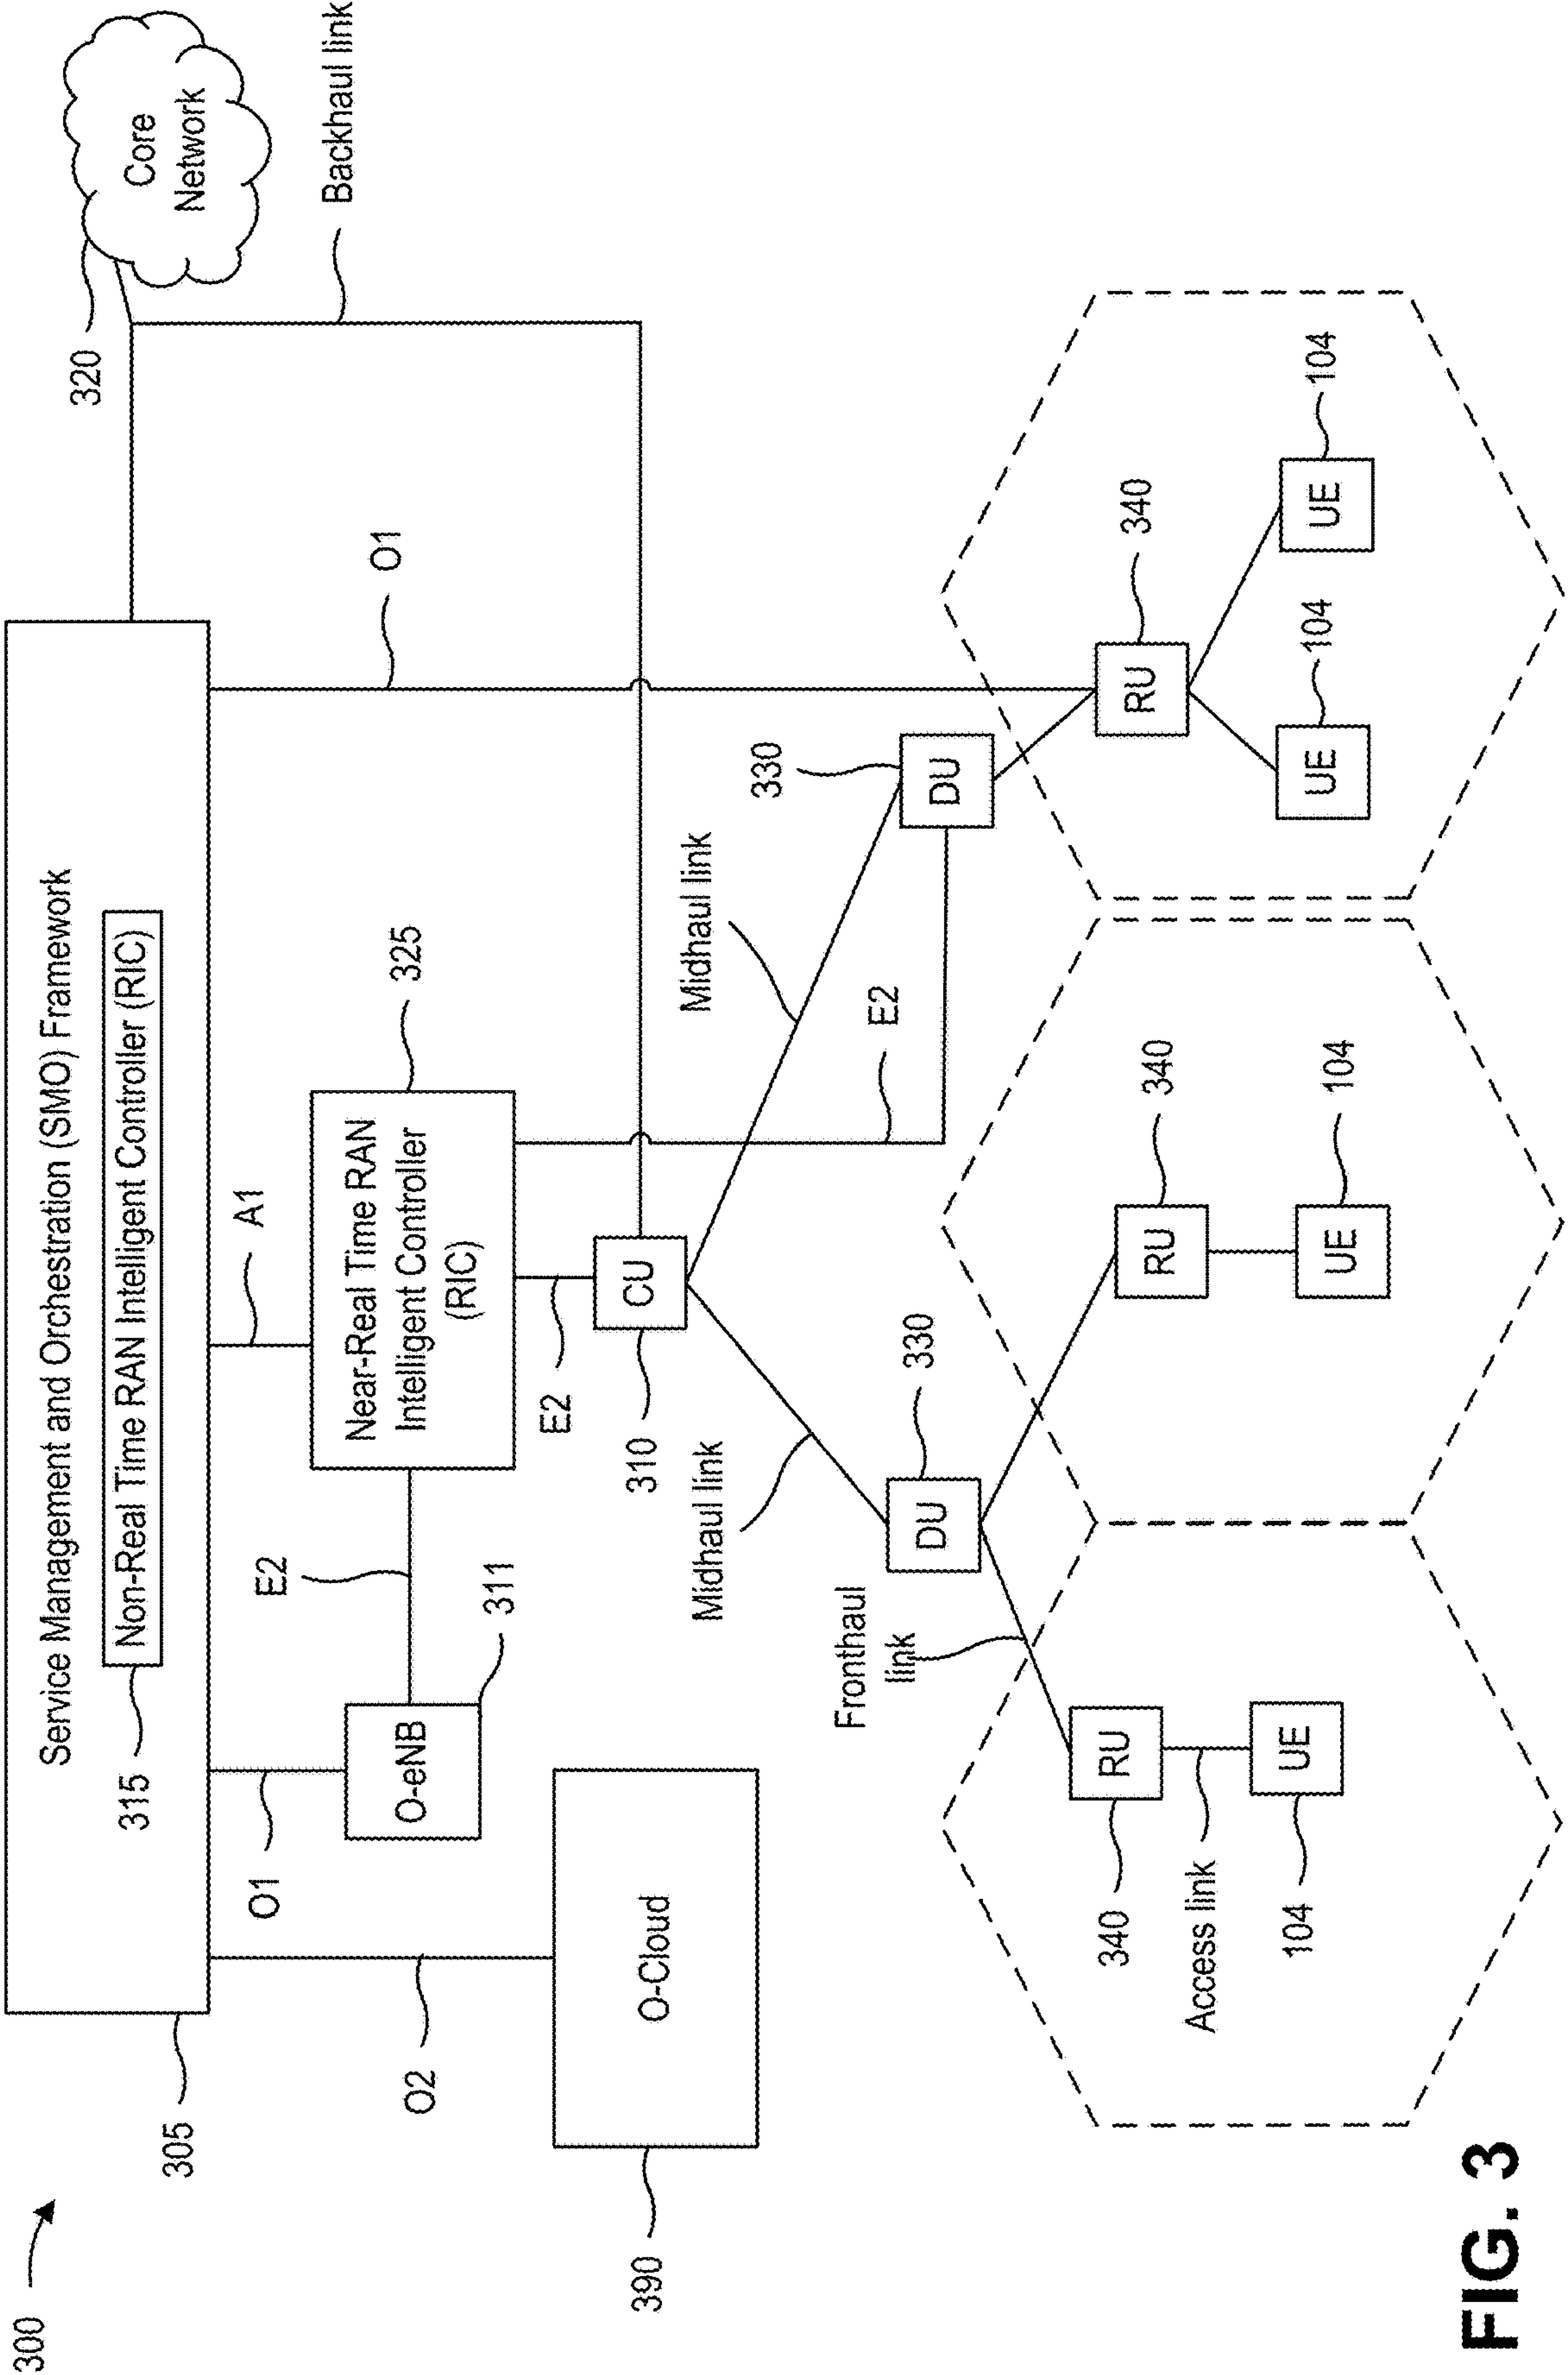 300
305
Service Management and Orchestration (SMO) Framework
315
Non-Real Time RAN Intelligent Controller (RIC)
320
Core
Network
Backhaul link
O2
O1
E2
A1
O1
390
O-Cloud
O-eNB
311
Near-Real Time RAN
Intelligent Controller
(RIC)
325
E2
310
CU
Midhaul link
Midhaul link
E2
330
DU
330
DU
Fronthaul
link
340
RU
RU
340
RU
340
Access link
104
UE
UE
104
UE
104
UE
104
FIG. 3